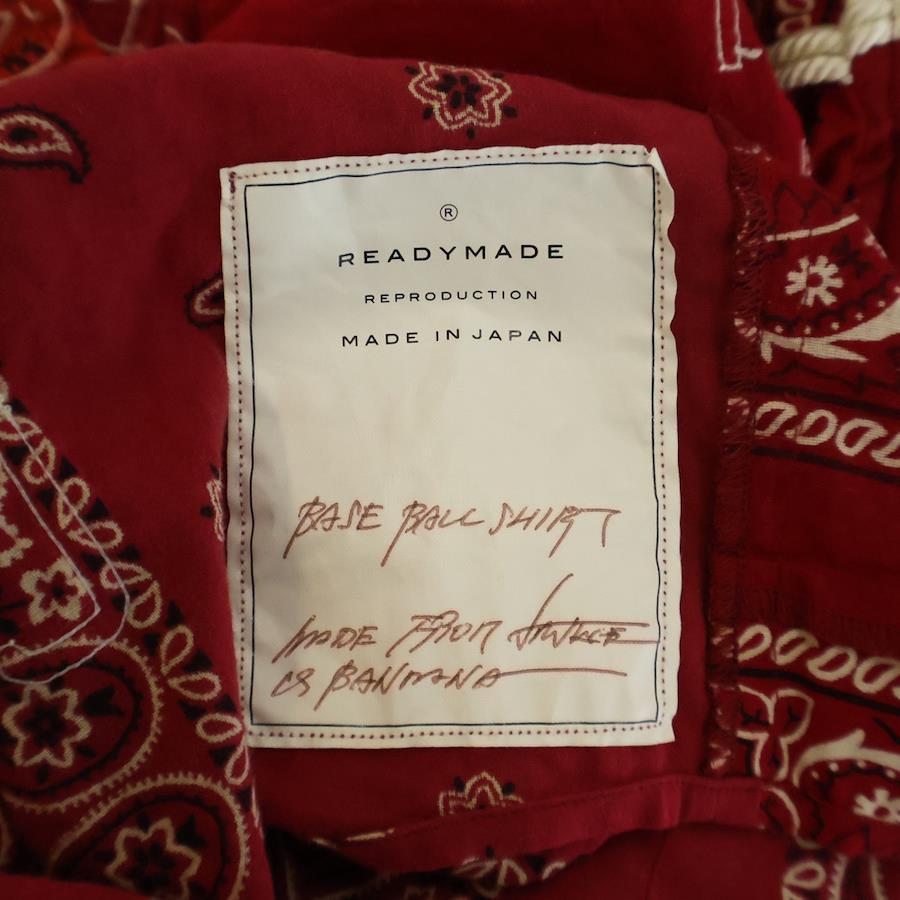 ®
READYMADE
REPRODUCTION
MADE IN JAPAN
BASE BALL SHIRT
MADE FROM
BANDANA